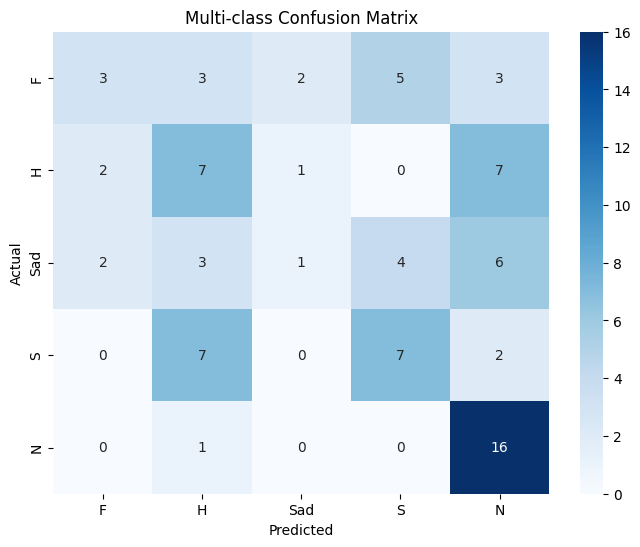 Multi-class Confusion Matrix
16
14
12
10
8
6
4
2
0
Actual
F 3 3 2 5 3
H 2 7 1 0 7
Sad 2 3 1 4 6
S 0 7 0 7 2
N 0 1 0 0 16
F H Sad S N
Predicted